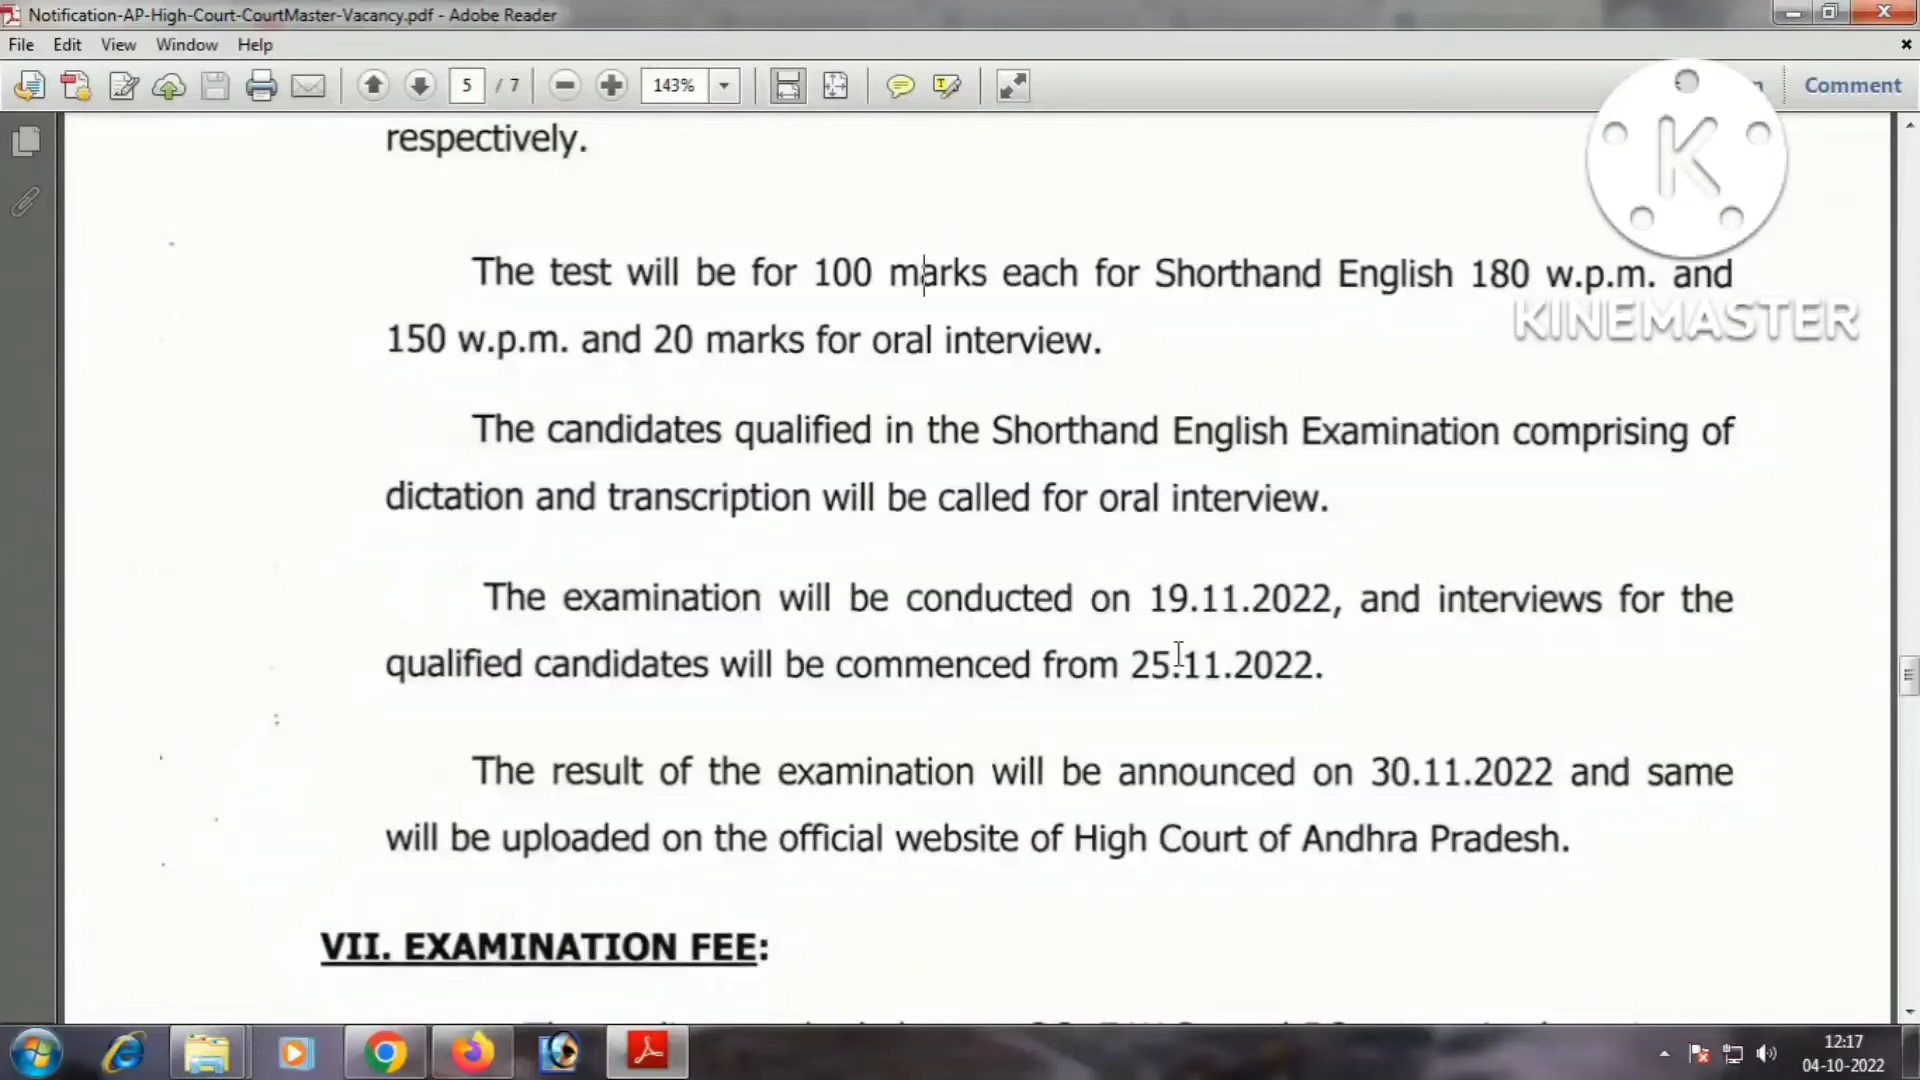 Notification-AP-High-Court-CourtMaster-Vacancy.pdf - Adobe Reader
File Edit View Window Help
5 / 7 143% Comment
respectively.
The test will be for 100 marks each for Shorthand English 180 w.p.m. and
150 w.p.m. and 20 marks for oral interview.
KINEMASTER
The candidates qualified in the Shorthand English Examination comprising of
dictation and transcription will be called for oral interview.
The examination will be conducted on 19.11.2022, and interviews for the
qualified candidates will be commenced from 25.11.2022.
The result of the examination will be announced on 30.11.2022 and same
will be uploaded on the official website of High Court of Andhra Pradesh.
VII. EXAMINATION FEE:
12:17
04-10-2022